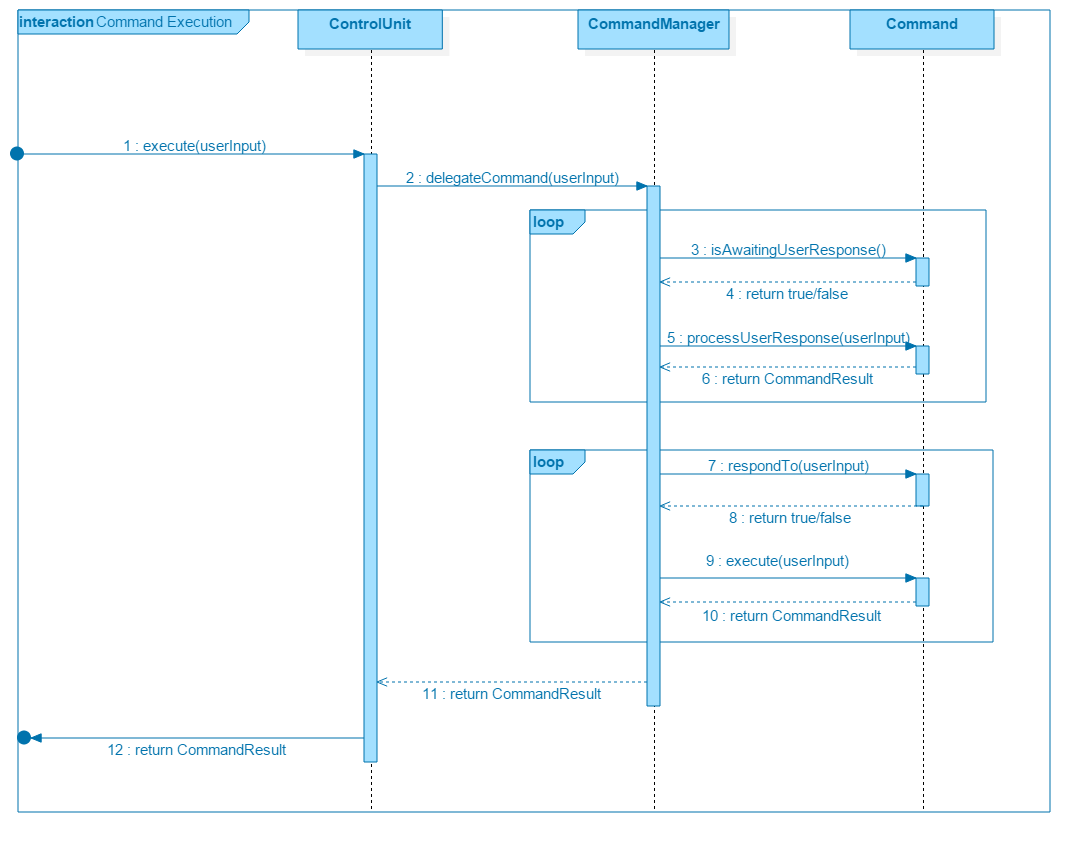 interaction Command Execution
ControlUnit
CommandManager
Command
1 : execute(userInput)
2 : delegateCommand(userInput)
loop
3 : isAwaitingUserResponse()
4 : return true/false
5 : processUserResponse(userInput)
6 : return CommandResult
loop
7 : respondTo(userInput)
8 : return true/false
9 : execute(userInput)
10 : return CommandResult
11 : return CommandResult
12 : return CommandResult